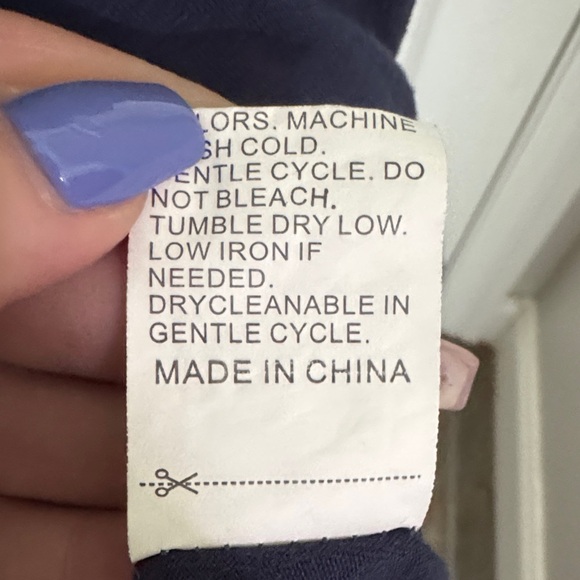 LORS. MACHINE
SH COLD.
ENTLE CYCLE. DO
NOT BLEACH.
TUMBLE DRY LOW.
LOW IRON IF
NEEDED.
DRYCLEANABLE IN
GENTLE CYCLE.
MADE IN CHINA